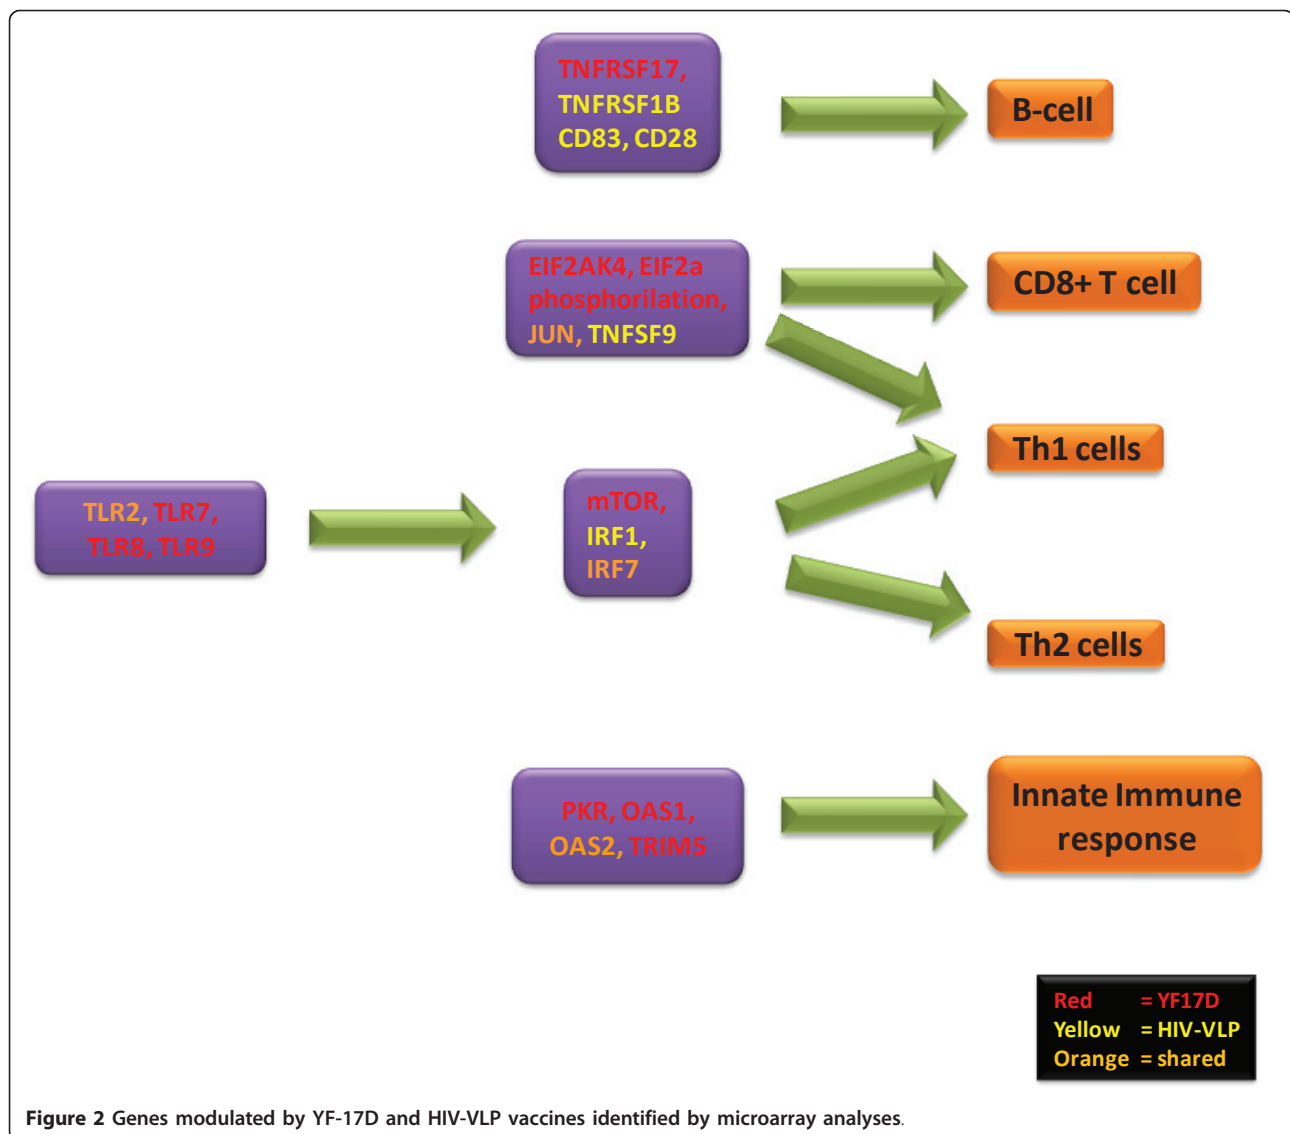 TNFRSF17,
TNFRSF1B
CD83, CD28
B-cell
EIF2AK4, EIF2a
phosphorilation,
JUN, TNFSF9
CD8+ T cell
Th1 cells
TLR2, TLR7,
TLR8, TLR9
mTOR,
IRF1,
IRF7
Th2 cells
PKR, OAS1,
OAS2, TRIM5
Innate Immune
response
Red = YF17D
Yellow = HIV-VLP
Orange = shared
Figure 2 Genes modulated by YF-17D and HIV-VLP vaccines identified by microarray analyses.